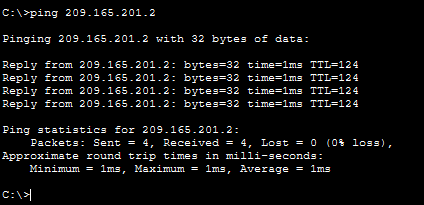 C:\>ping 209.165.201.2
Pinging 209.165.201.2 with 32 bytes of data:
Reply from 209.165.201.2: bytes=32 time=1ms TTL=124
Reply from 209.165.201.2: bytes=32 time=1ms TTL=124
Reply from 209.165.201.2: bytes=32 time=1ms TTL=124
Reply from 209.165.201.2: bytes=32 time=1ms TTL=124
Ping statistics for 209.165.201.2:
    Packets: Sent = 4, Received = 4, Lost = 0 (0% loss),
Approximate round trip times in milli-seconds:
    Minimum = 1ms, Maximum = 1ms, Average = 1ms
C:\>